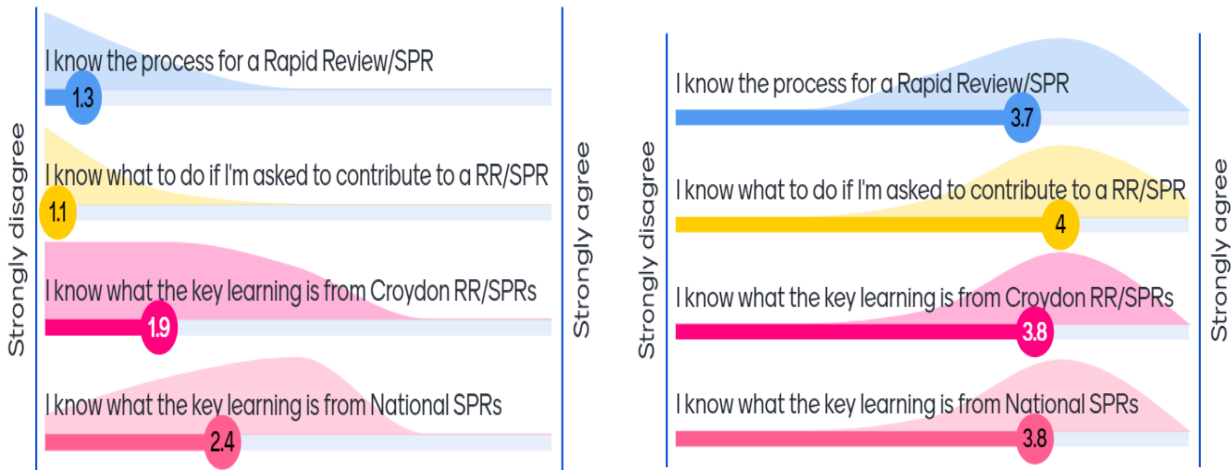 Strongly disagree
I know the process for a Rapid Review/SPR
1.3
I know what to do if I'm asked to contribute to a RR/SPR
1.1
I know what the key learning is from Croydon RR/SPRs
1.9
I know what the key learning is from National SPRs
2.4
Strongly agree
Strongly disagree
I know the process for a Rapid Review/SPR
3.7
I know what to do if I'm asked to contribute to a RR/SPR
4
I know what the key learning is from Croydon RR/SPRs
3.8
I know what the key learning is from National SPRs
3.8
Strongly agree